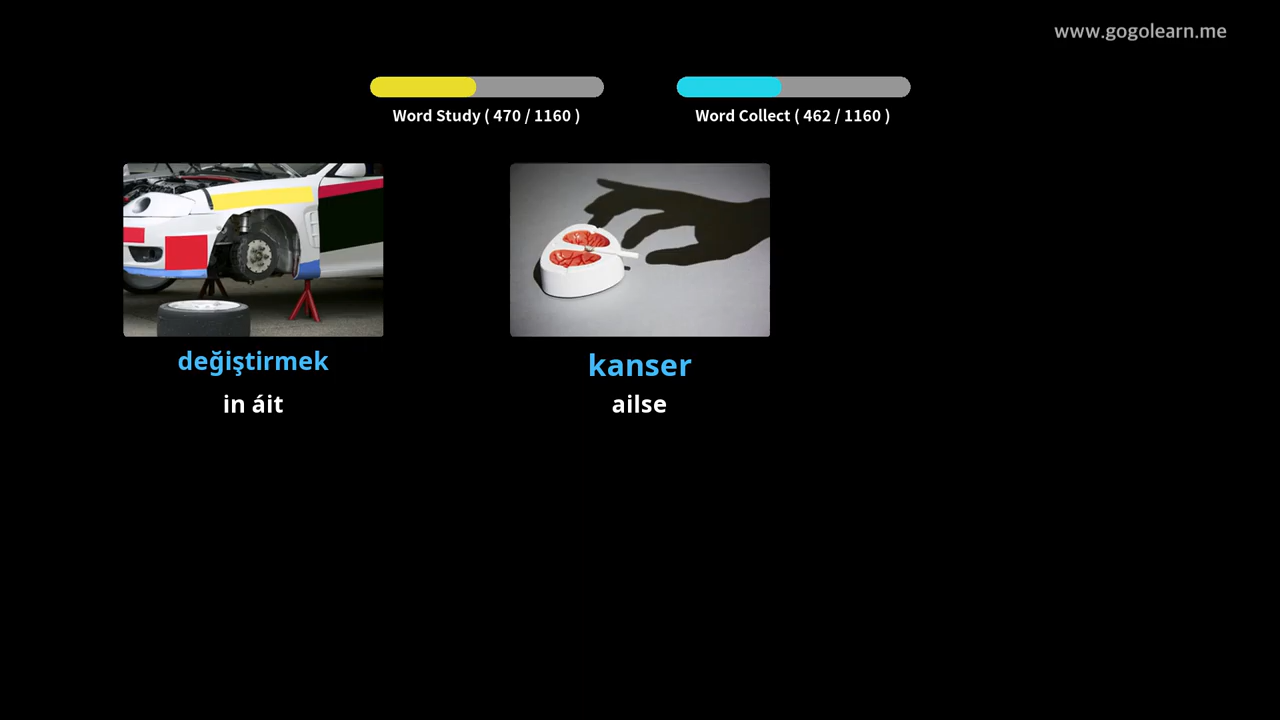 www.gogolearn.me
Word Study ( 470 / 1160 )
Word Collect ( 462 / 1160 )
değiştirmek
in áit
kanser
ailse